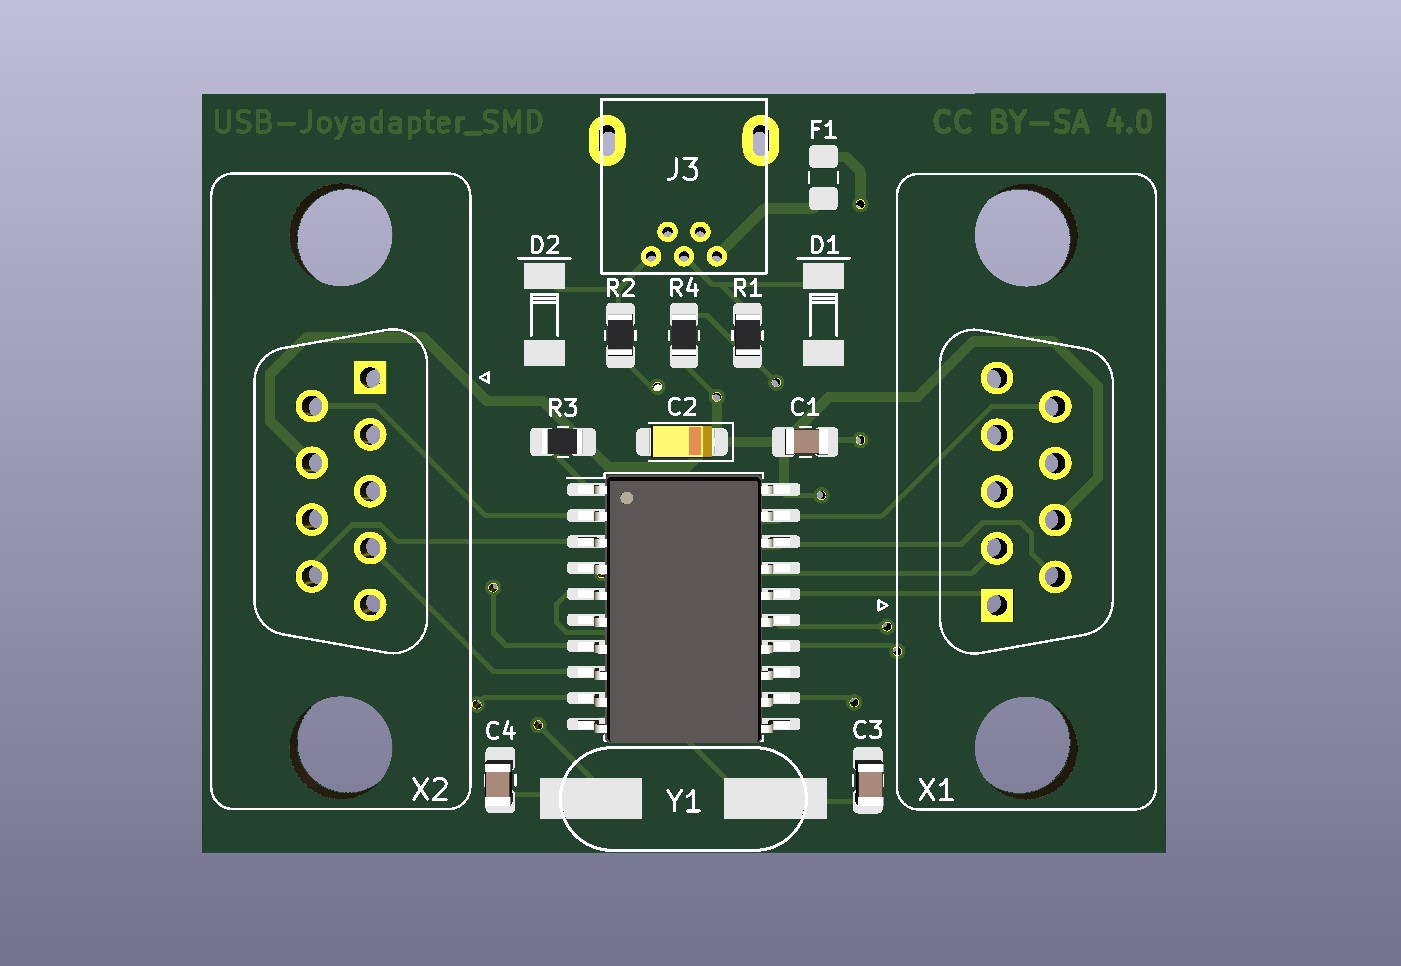 USB-Joyadapter_SMD
CC BY-SA 4.0
F1
J3
D2
D1
R2
R4
R1
R3
C2
C1
C4
C3
X2
Y1
X1